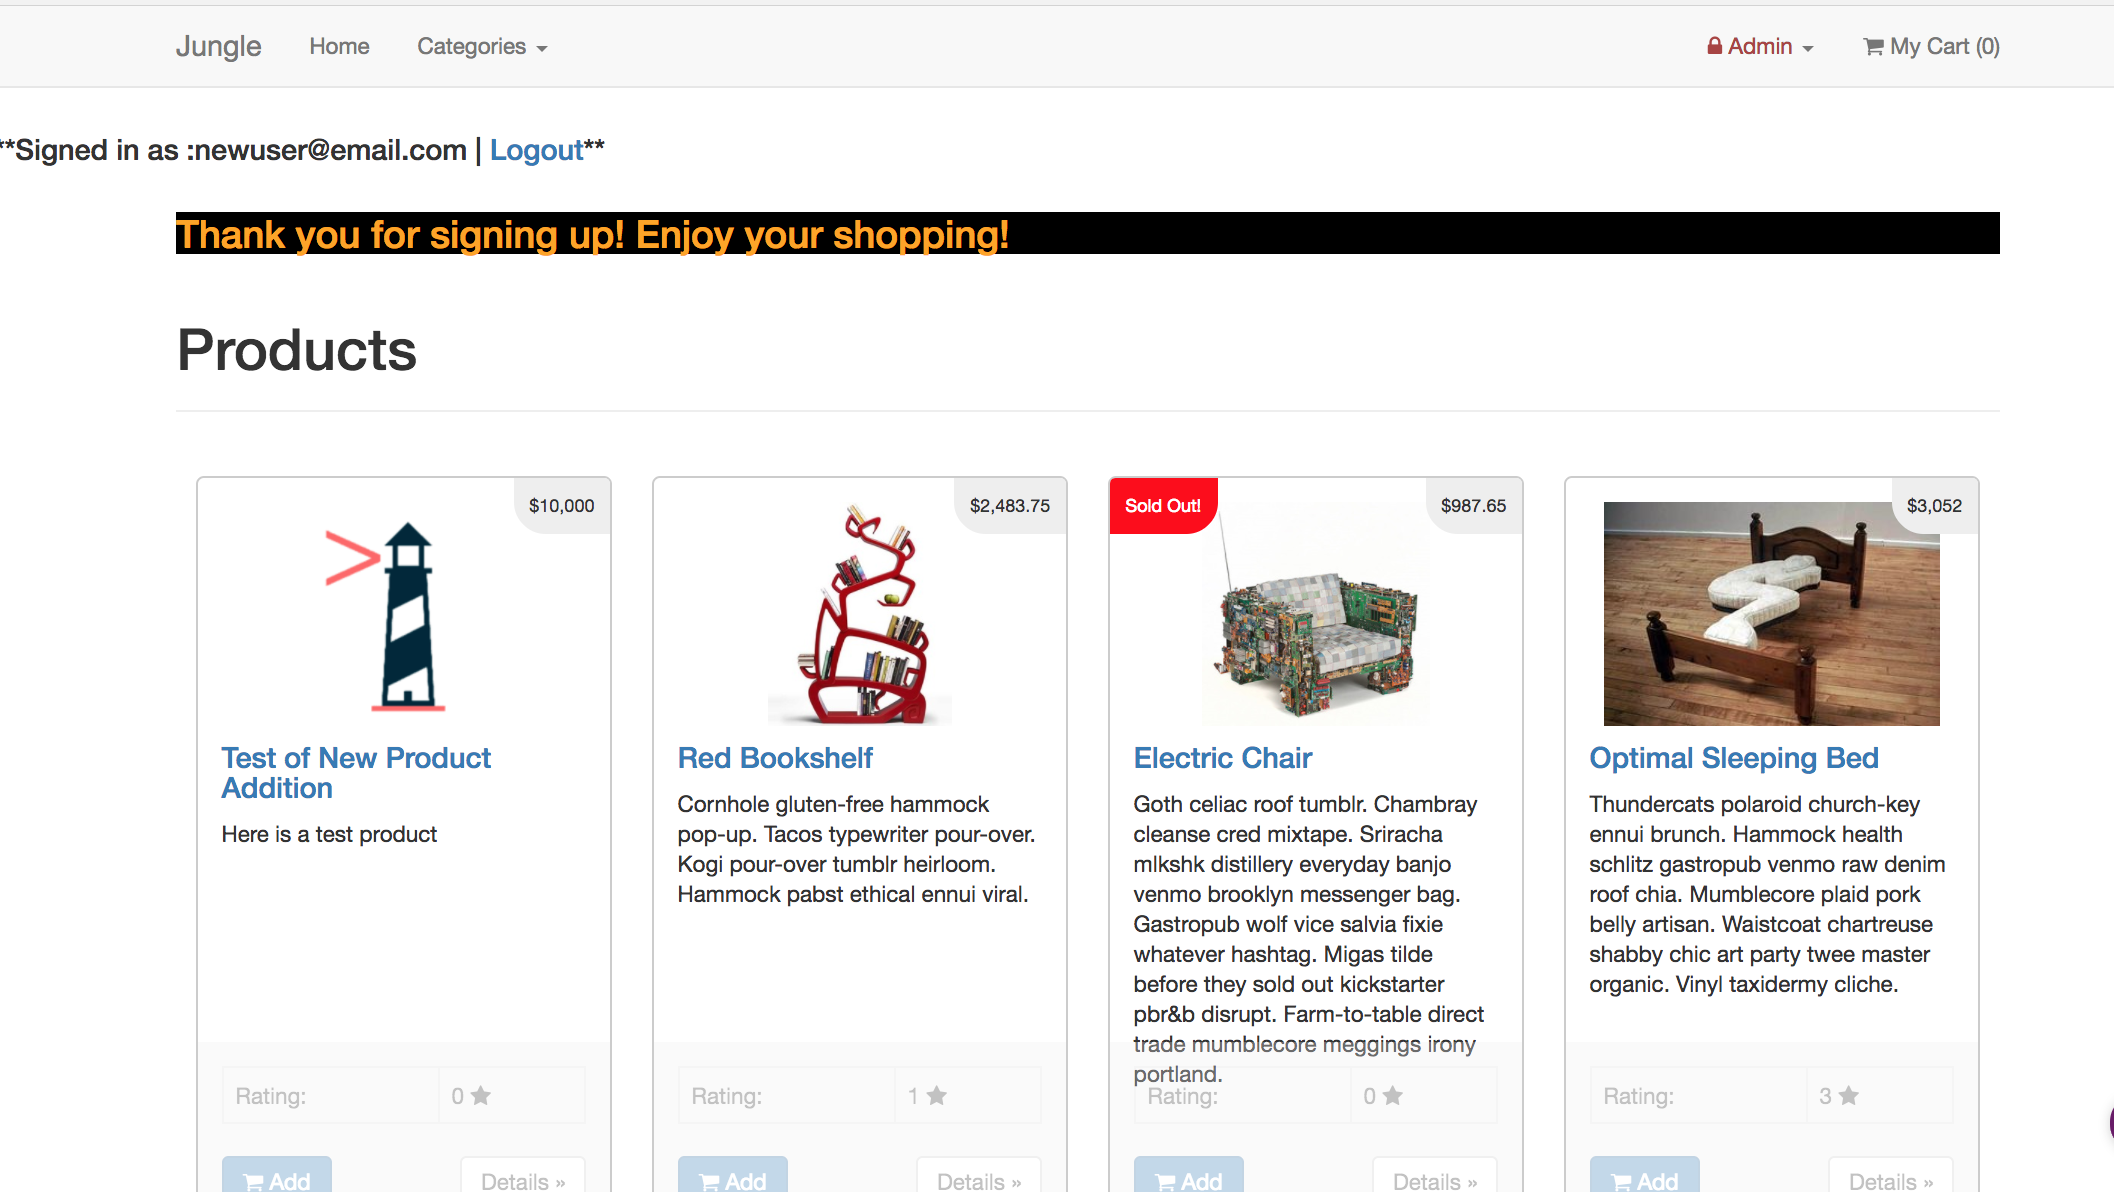 Jungle Home Categories Admin My Cart (0)
**Signed in as :newuser@email.com | Logout**
Thank you for signing up! Enjoy your shopping!
Products
$10,000
Test of New Product
Addition
Here is a test product
Rating: 0
Add Details »
$2,483.75
Red Bookshelf
Cornhole gluten-free hammock
pop-up. Tacos typewriter pour-over.
Kogi pour-over tumblr heirloom.
Hammock pabst ethical ennui viral.
Rating: 1
Add Details »
Sold Out! $987.65
Electric Chair
Goth celiac roof tumblr. Chambray
cleanse cred mixtape. Sriracha
mlkshk distillery everyday banjo
venmo brooklyn messenger bag.
Gastropub wolf vice salvia fixie
whatever hashtag. Migas tilde
before they sold out kickstarter
pbr&b disrupt. Farm-to-table direct
trade mumblecore meggings irony
portland.
Rating: 0
Add Details »
$3,052
Optimal Sleeping Bed
Thundercats polaroid church-key
ennui brunch. Hammock health
schlitz gastropub venmo raw denim
roof chia. Mumblecore plaid pork
belly artisan. Waistcoat chartreuse
shabby chic art party twee master
organic. Vinyl taxidermy cliche.
Rating: 3
Add Details »